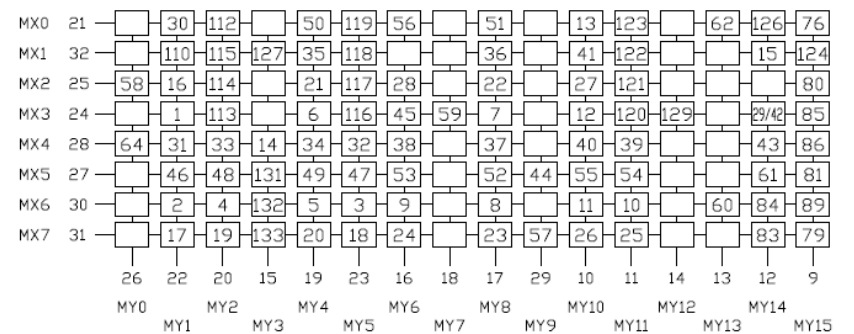 MX0 21 30 112 50 119 56 51 13 123 62 126 76
MX1 32 110 115 127 35 118 36 41 122 15 124
MX2 25 58 16 114 21 117 28 22 27 121 80
MX3 24 1 113 6 116 45 59 7 12 120 129 29/42 85
MX4 28 64 31 33 14 34 32 38 37 40 39 43 86
MX5 27 46 48 131 49 47 53 52 44 55 54 61 81
MX6 30 2 4 132 5 3 9 8 11 10 60 84 89
MX7 31 17 19 133 20 18 24 23 57 26 25 83 79
26 22 20 15 19 23 16 18 17 29 10 11 14 13 12 9
MY0 MY2 MY4 MY6 MY8 MY10 MY12 MY14
MY1 MY3 MY5 MY7 MY9 MY11 MY13 MY15